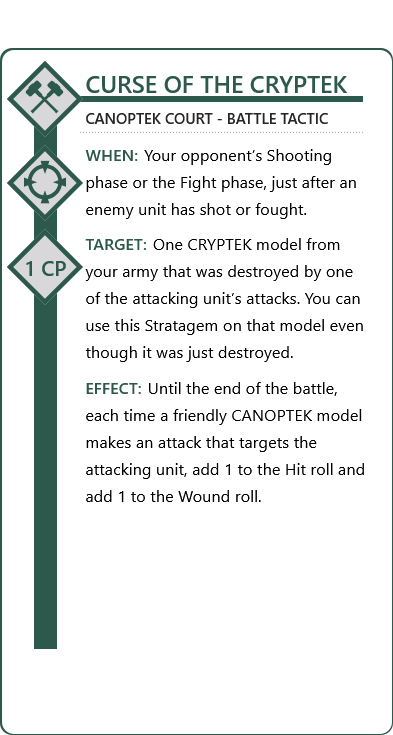 CURSE OF THE CRYPTEK
CANOPTEK COURT - BATTLE TACTIC
WHEN: Your opponent's Shooting
phase or the Fight phase, just after an
enemy unit has shot or fought.
1 CP
TARGET: One CRYPTEK model from
your army that was destroyed by one
of the attacking unit's attacks. You can
use this Stratagem on that model even
though it was just destroyed.
EFFECT: Until the end of the battle,
each time a friendly CANOPTEK model
makes an attack that targets the
attacking unit, add 1 to the Hit roll and
add 1 to the Wound roll.